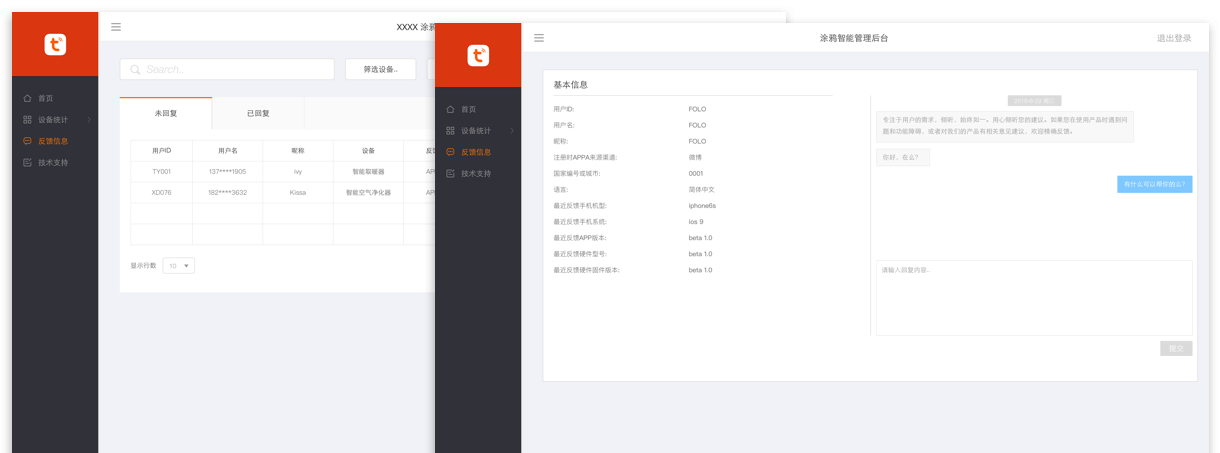 XXXX 涂鸦
首页
设备统计
反馈信息
技术支持
Search..
筛选设备..
未回复
已回复
用户ID 用户名 昵称 设备
TY001 137****1905 Ivy 智能取暖器 AP
XD076 182****3632 Kissa 智能空气净化器 AP
显示行数 10
涂鸦智能管理后台
退出登录
首页
设备统计
反馈信息
技术支持
基本信息
用户ID: FOLO
用户名: FOLO
昵称: FOLO
注册时APPA来源渠道: 微博
国家编号或城市: 0001
语言: 简体中文
最近反馈手机机型: iphone6s
最近反馈手机系统: ios 9
最近反馈APP版本: beta 1.0
最近反馈硬件型号: beta 1.0
最近反馈硬件固件版本: beta 1.0
专注于用户的需求，倾听，始终如一。用心倾听您的建议。如果您在使用产品时遇到问
题和功能障碍，或者对我们的产品有相关意见建议，欢迎精确反馈。
你好，在么？
有什么可以帮你的么？
请输入回复内容..
提交